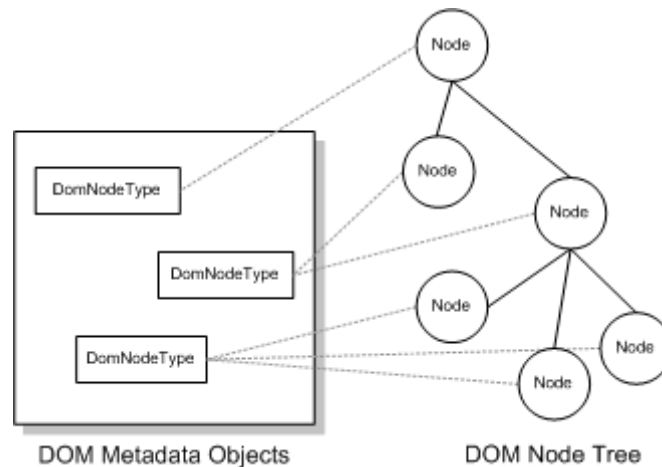 Node
Node
DomNodeType
Node
DomNodeType
Node
DomNodeType
Node
Node
DOM Metadata Objects
DOM Node Tree